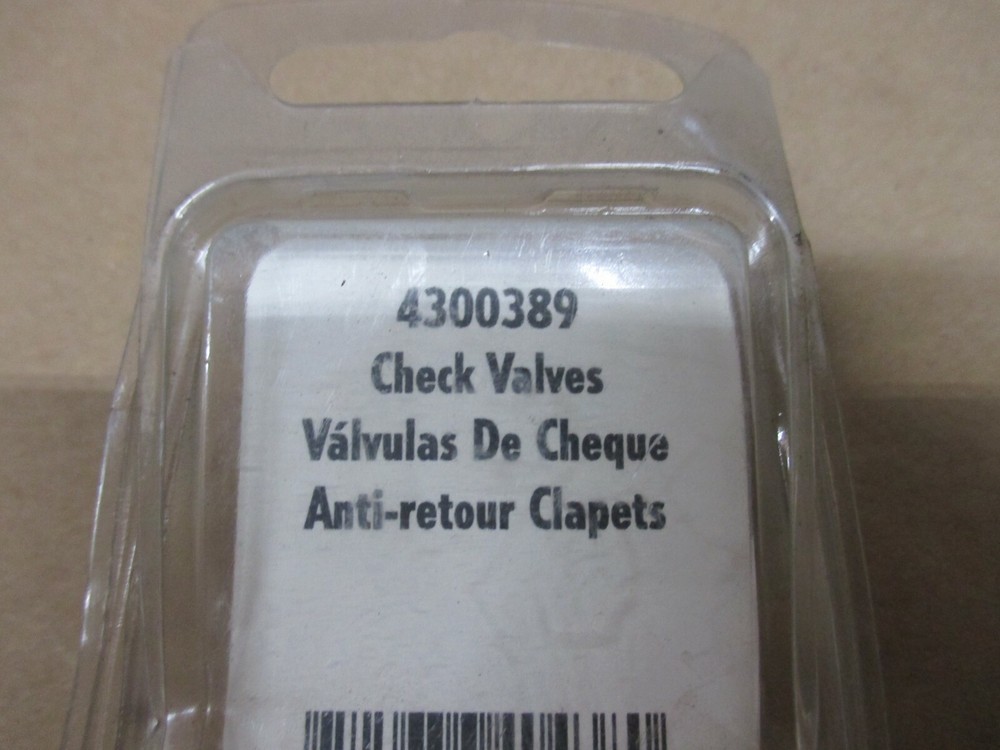 4300389
Check Valves
Válvulas De Cheque
Anti-retour Clapets